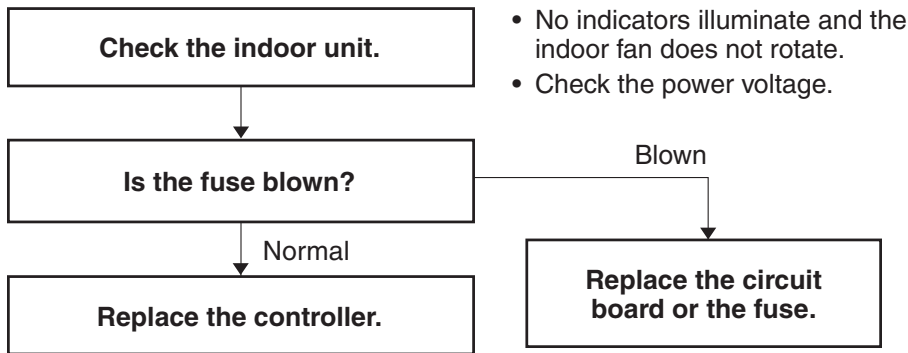 Check the indoor unit.
• No indicators illuminate and the
indoor fan does not rotate.
• Check the power voltage.
Is the fuse blown?
Blown
Normal
Replace the circuit
board or the fuse.
Replace the controller.